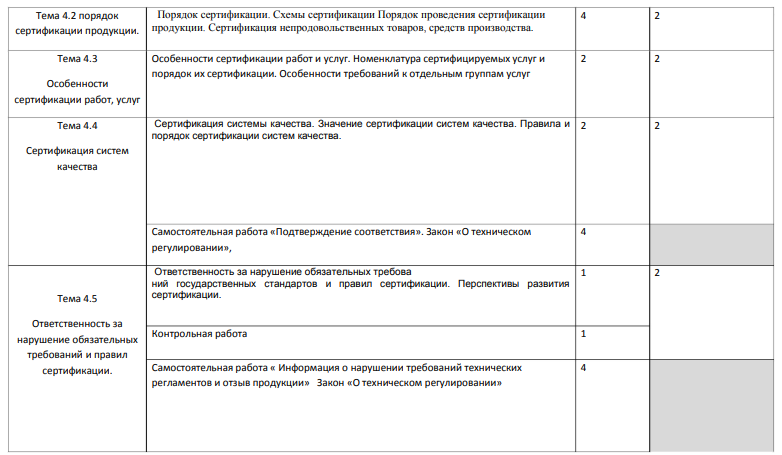 Тема 4.2 порядок
сертификации продукции.
Порядок сертификации. Схемы сертификации Порядок проведения сертификации
продукции. Сертификация непродовольственных товаров, средств производства.
4
2
Тема 4.3
Особенности
сертификации работ, услуг
Особенности сертификации работ и услуг. Номенклатура сертифицируемых услуг и
порядок их сертификации. Особенности требований к отдельным группам услуг
2
2
Тема 4.4
Сертификация систем
качества
Сертификация системы качества. Значение сертификации систем качества. Правила и
порядок сертификации систем качества.
2
2
Самостоятельная работа «Подтверждение соответствия». Закон «О техническом
регулировании»,
4
Тема 4.5
Ответственность за
нарушение обязательных
требований и правил
сертификации.
Ответственность за нарушение обязательных требова
ний государственных стандартов и правил сертификации. Перспективы развития
сертификации.
1
2
Контрольная работа
1
Самостоятельная работа « Информация о нарушении требований технических
регламентов и отзыв продукции» Закон «О техническом регулировании»
4